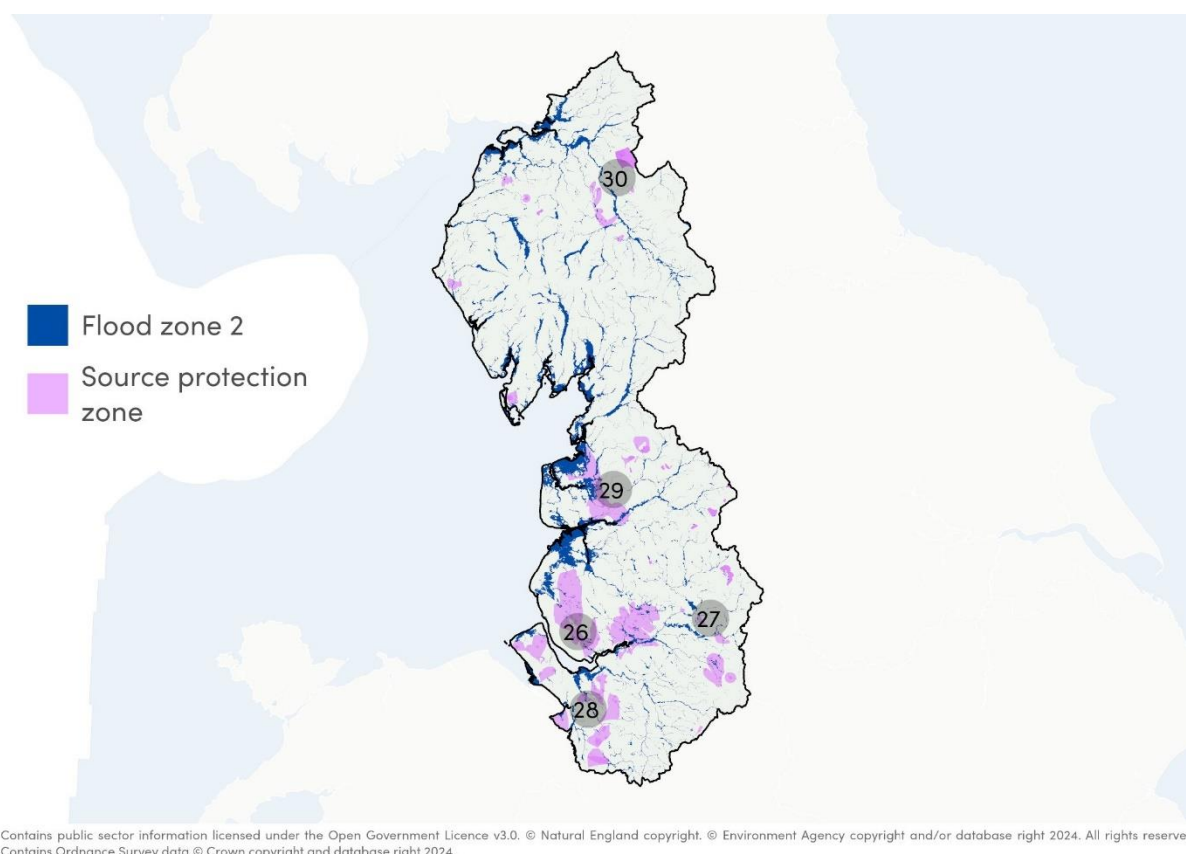 30
Flood zone 2
Source protection
zone
29
27
26
28
Contains public sector information licensed under the Open Government Licence v3.0. © Natural England copyright. © Environment Agency copyright and/or database right 2024. All rights reserve
Contains Ordnance Survey data © Crown copyright and database right 2024.